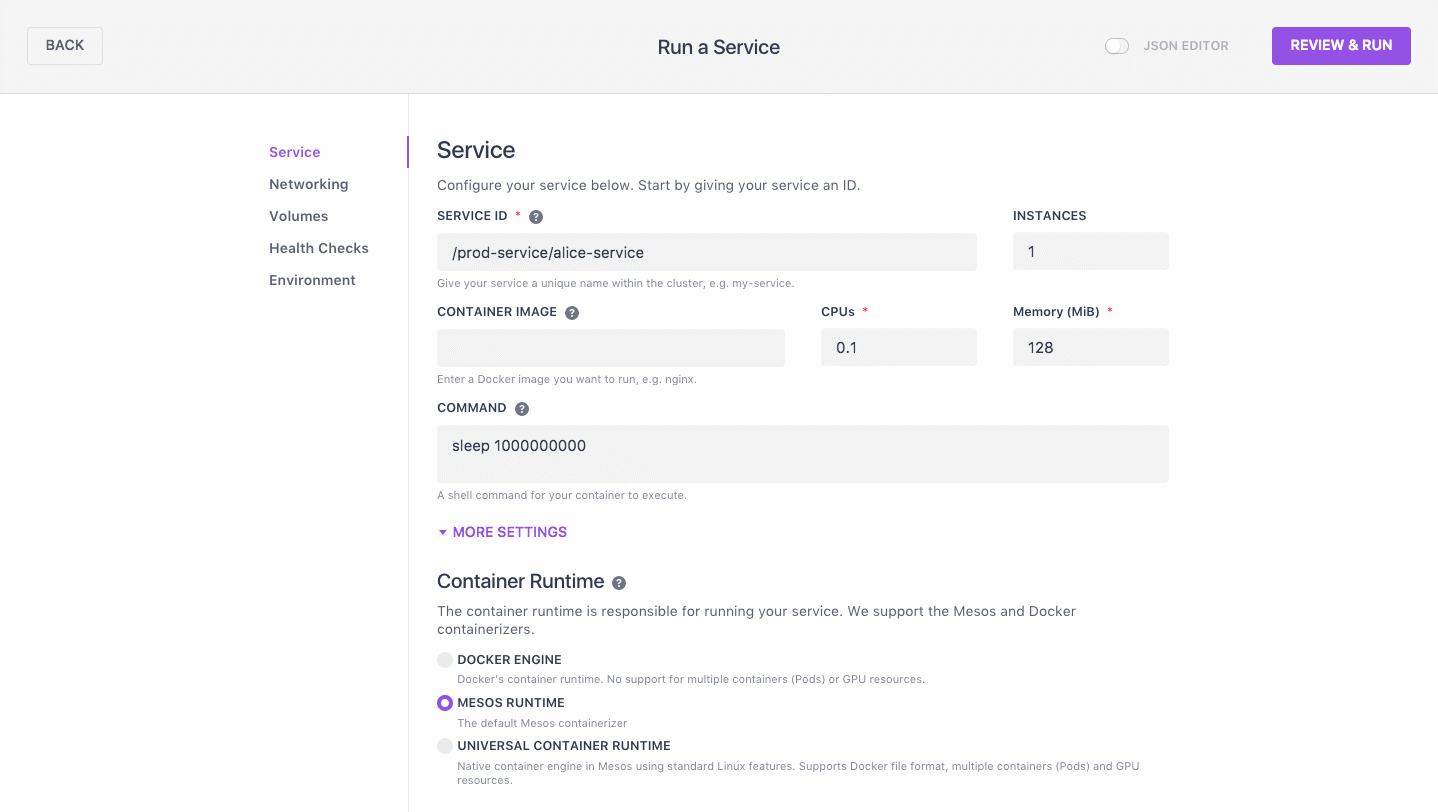 BACK
Run a Service
JSON EDITOR
REVIEW & RUN
Service
Networking
Volumes
Health Checks
Environment
Service
Configure your service below. Start by giving your service an ID.
SERVICE ID * ?
INSTANCES
/prod-service/alice-service
1
Give your service a unique name within the cluster, e.g. my-service.
CONTAINER IMAGE ?
CPUs *
Memory (MiB) *
0.1
128
Enter a Docker image you want to run, e.g. nginx.
COMMAND ?
sleep 1000000000
A shell command for your container to execute.
MORE SETTINGS
Container Runtime ?
The container runtime is responsible for running your service. We support the Mesos and Docker
containerizers.
DOCKER ENGINE
Docker's container runtime. No support for multiple containers (Pods) or GPU resources.
MESOS RUNTIME
The default Mesos containerizer
UNIVERSAL CONTAINER RUNTIME
Native container engine in Mesos using standard Linux features. Supports Docker file format, multiple containers (Pods) and GPU
resources.